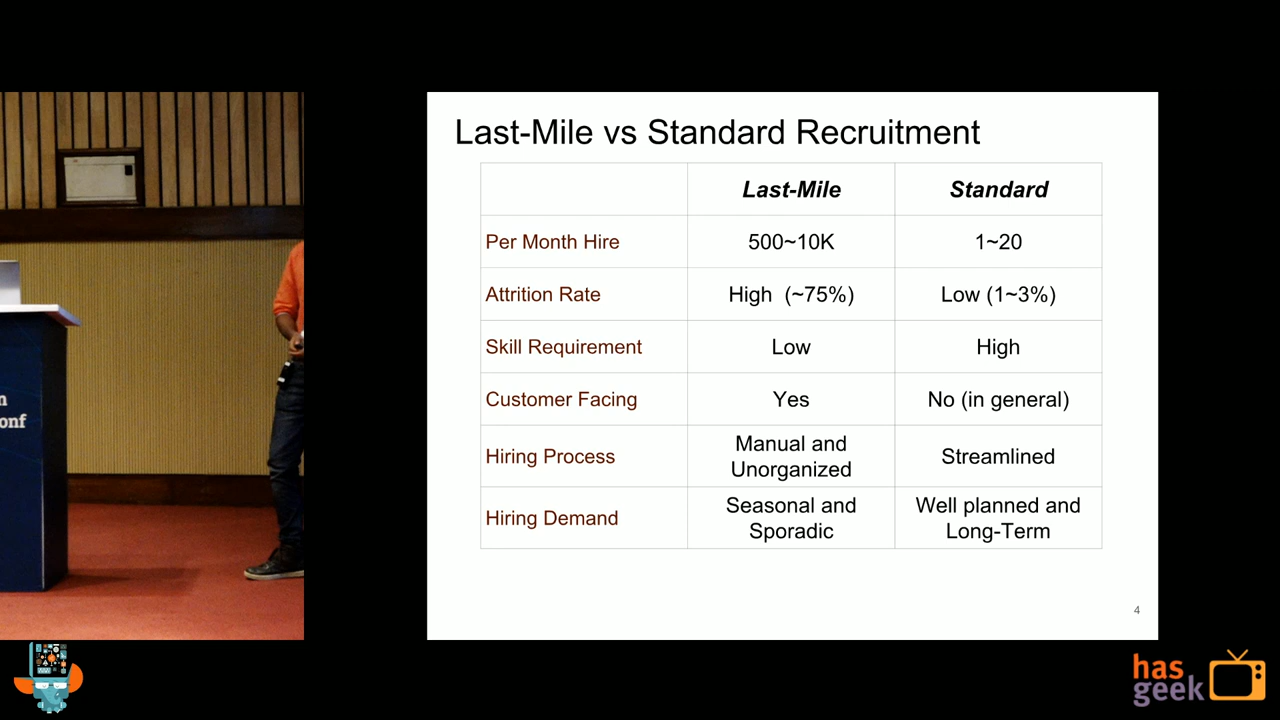 Last-Mile vs Standard Recruitment
Last-Mile Standard
Per Month Hire 500~10K 1~20
Attrition Rate High (~75%) Low (1~3%)
Skill Requirement Low High
Customer Facing Yes No (in general)
Hiring Process Manual and Unorganized Streamlined
Hiring Demand Seasonal and Sporadic Well planned and Long-Term
4
n
onf
has
geek